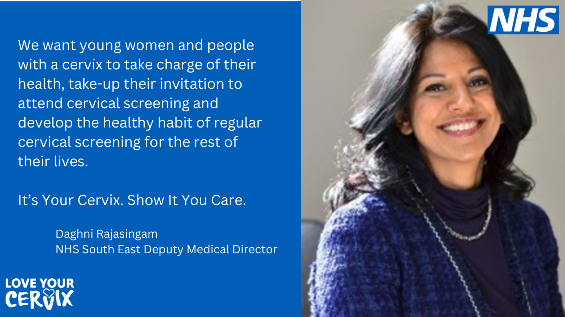 NHS
We want young women and people
with a cervix to take charge of their
health, take-up their invitation to
attend cervical screening and
develop the healthy habit of regular
cervical screening for the rest of
their lives.
It's Your Cervix. Show It You Care.
Daghni Rajasingam
NHS South East Deputy Medical Director
LOVE YOUR
CERVIX